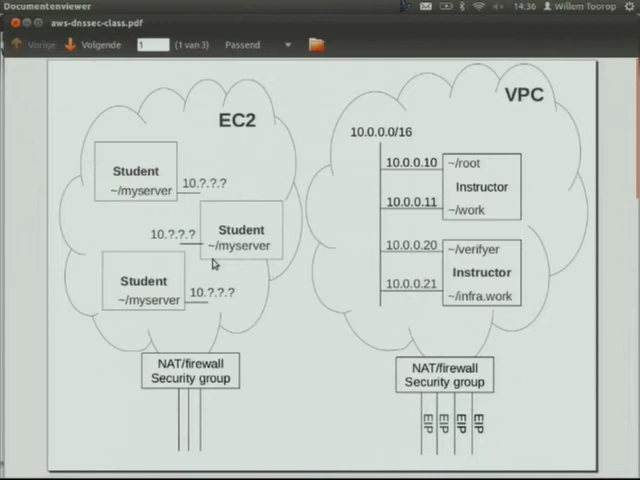 Documentenviewer
14:36 Willem Toorop
aws-dnssec-class.pdf
Vorige Volgende 1 (1 van 3) Passend
EC2
Student
~/myserver
10.?.?.?
Student
~/myserver
10.?.?.?
Student
~/myserver
10.?.?.?
NAT/firewall
Security group
VPC
10.0.0.0/16
10.0.0.10 ~/root
Instructor
10.0.0.11 ~/work
10.0.0.20 ~/verifyer
Instructor
10.0.0.21 ~/infra.work
NAT/firewall
Security group
EIP
EIP
EIP
EIP